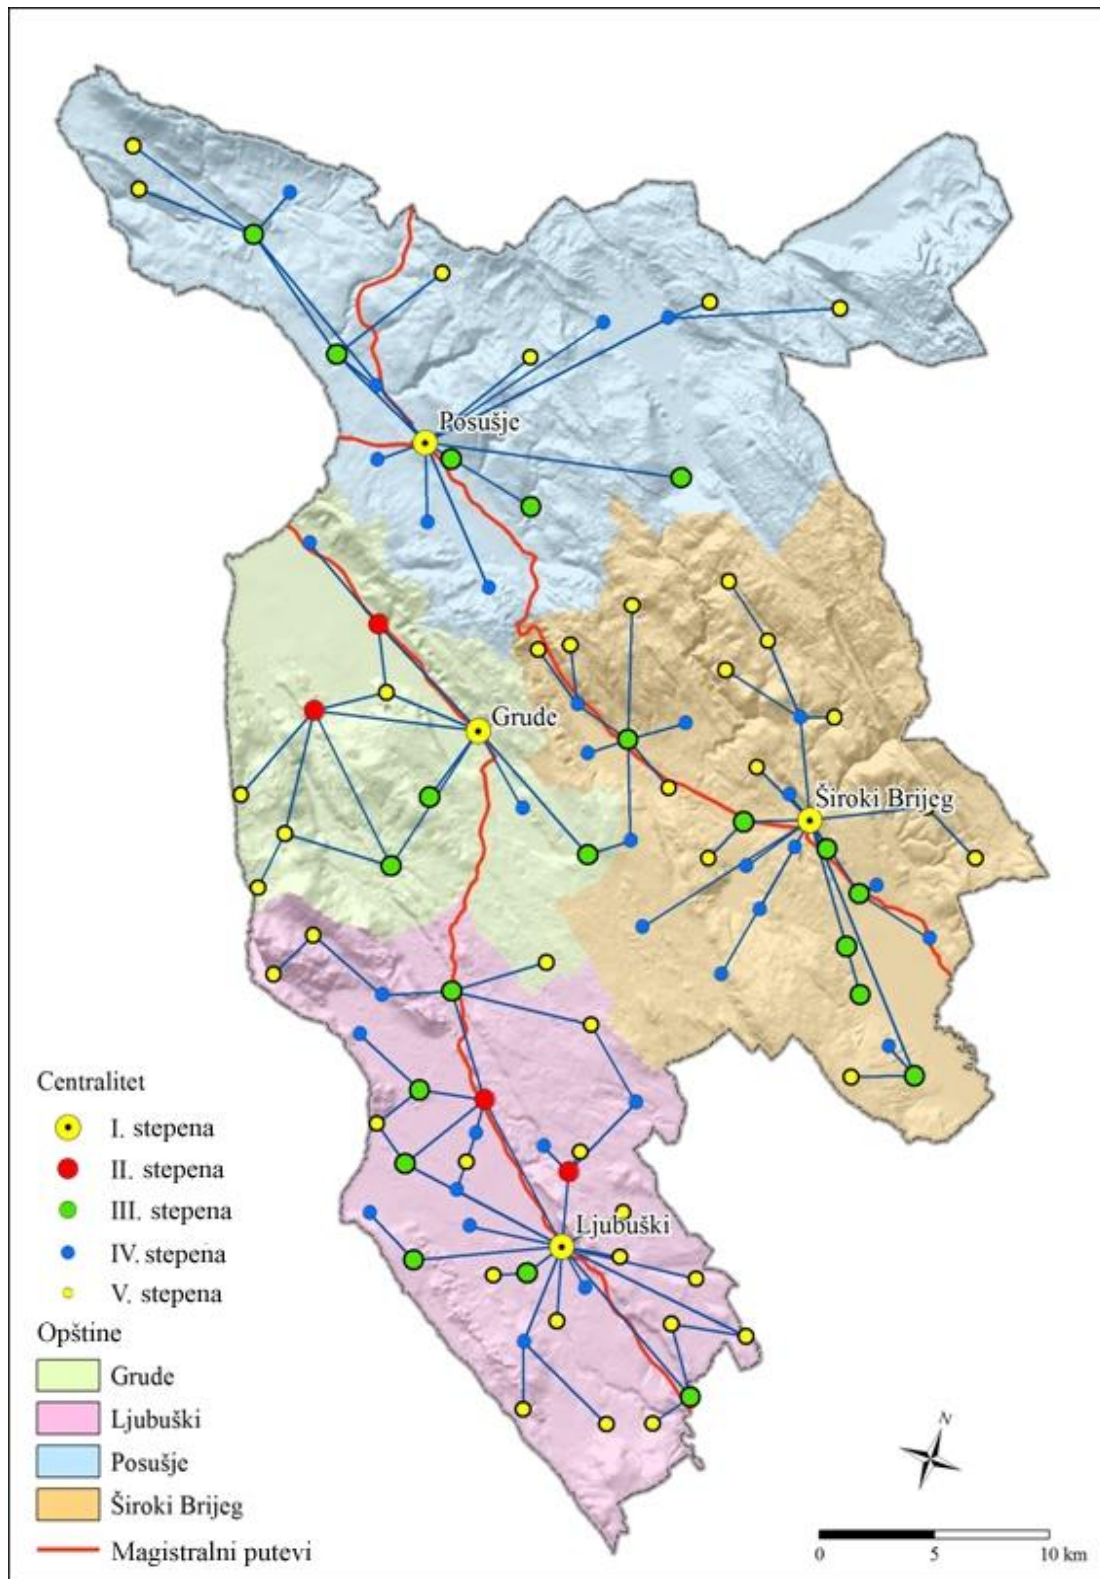 Posušje
Grude
Široki Brijeg
Ljubuški
Centralitet
I. stepena
II. stepena
III. stepena
IV. stepena
V. stepena
Opštine
Grude
Ljubuški
Posušje
Široki Brijeg
Magistralni putevi
N
0 5 10 km